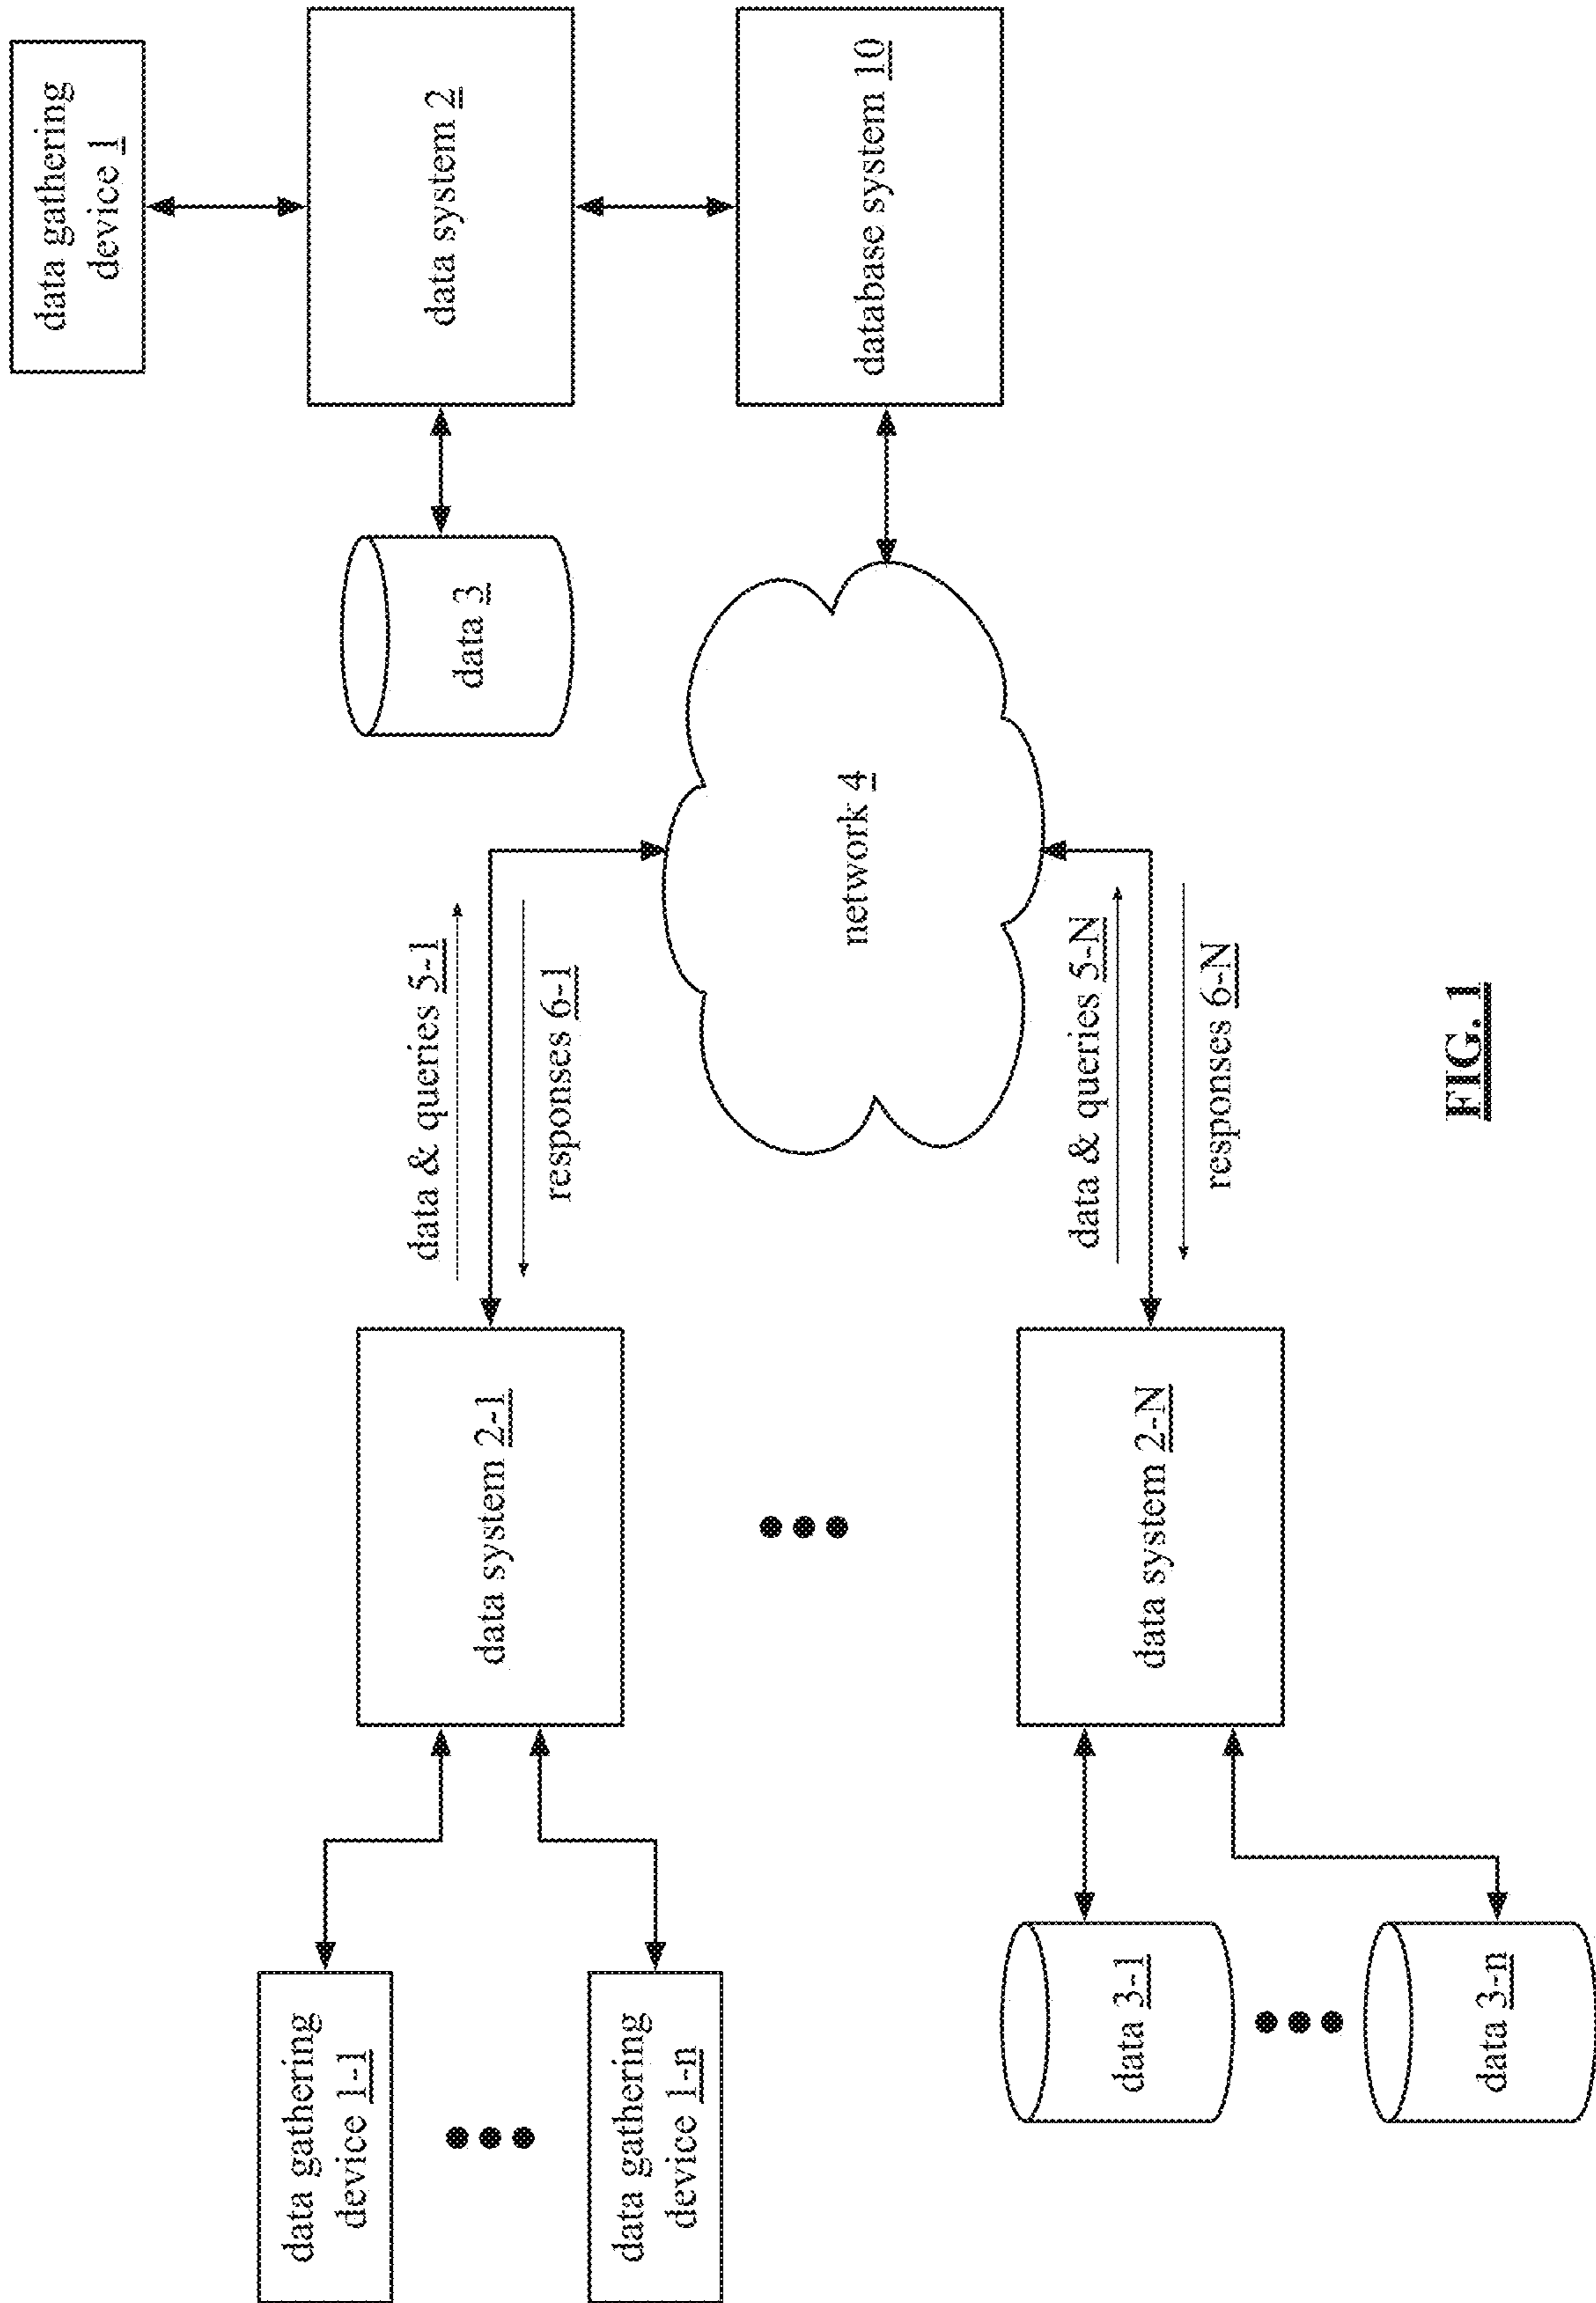 data gathering
device 1
data system 2
data 3
database system 10
data gathering
device 1-1
data system 2-1
data & queries 5-1
responses 6-1
network 4
data gathering
device 1-n
data system 2-N
data & queries 5-N
responses 6-N
data 3-1
data 3-n
FIG. 1